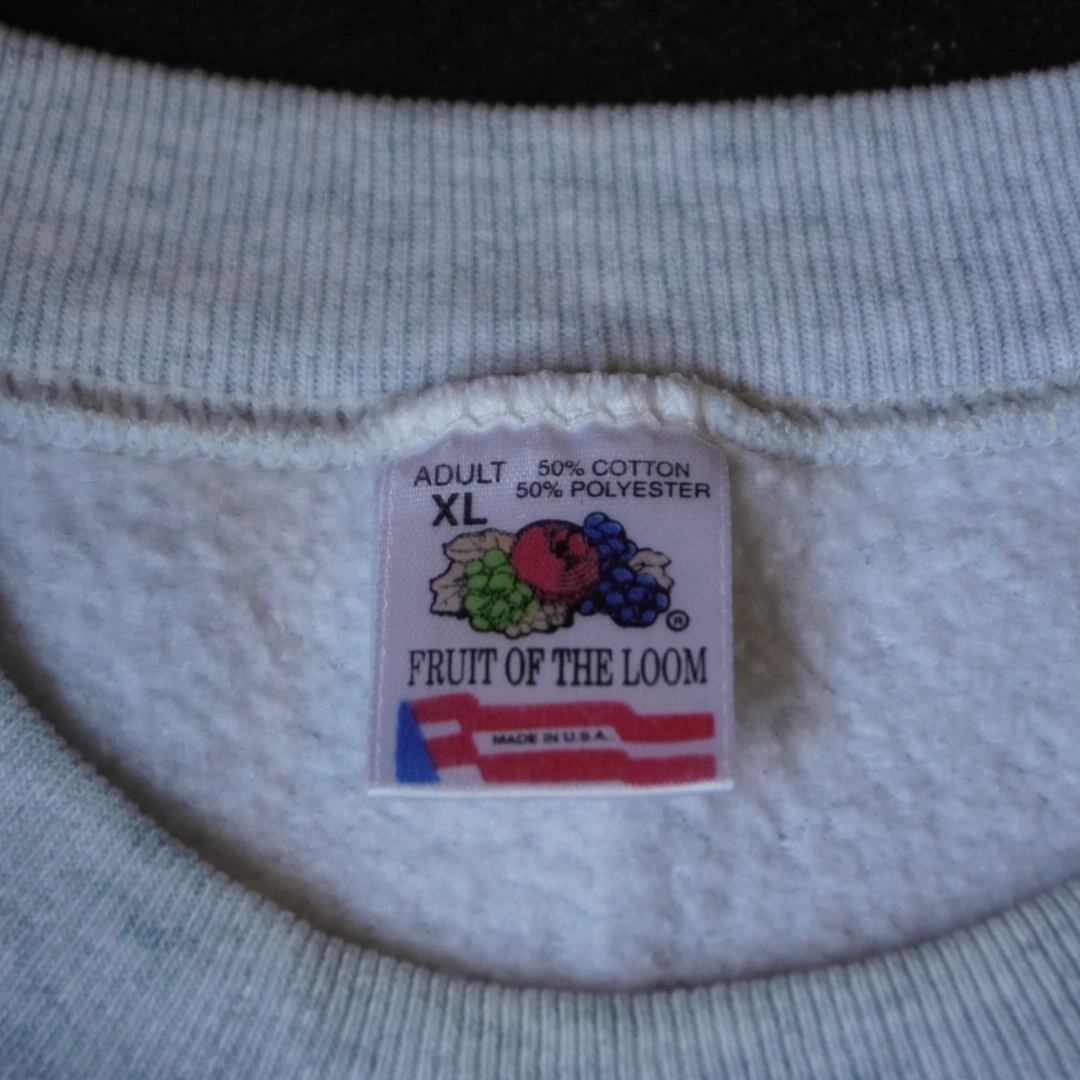 ADULT
XL
50% COTTON
50% POLYESTER
®
FRUIT OF THE LOOM
MADE IN U.S.A.